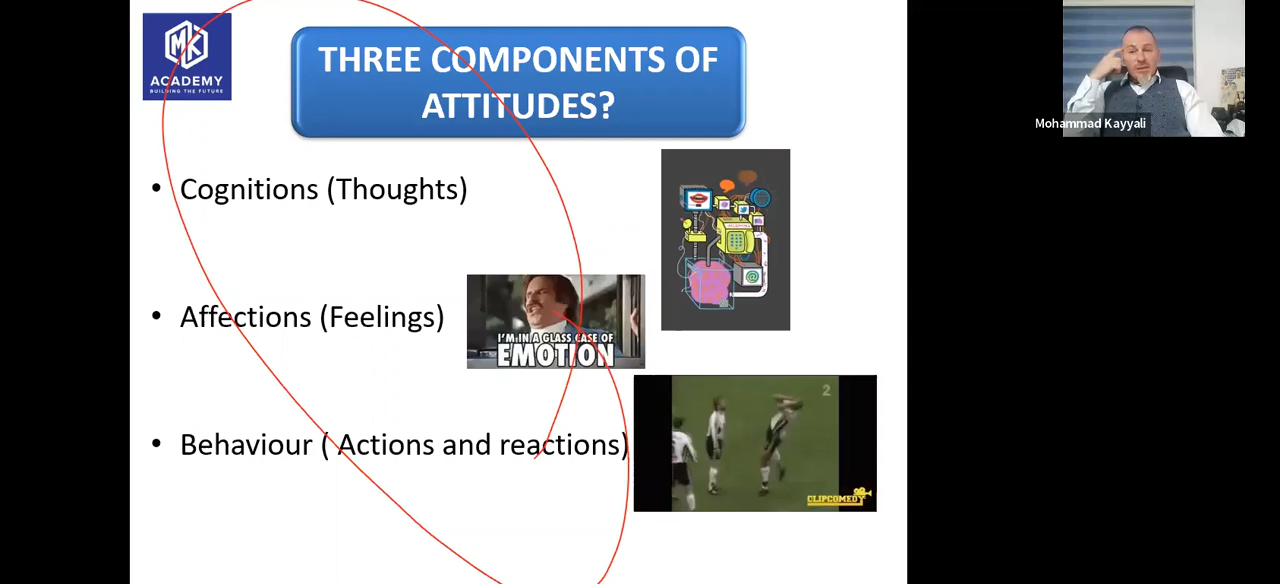 MK
ACADEMY
BUILDING THE FUTURE
THREE COMPONENTS OF
ATTITUDES?
Mohammad Kayyali
• Cognitions (Thoughts)
• Affections (Feelings)
I'M IN A GLASS CASE OF
EMOTION
2
• Behaviour ( Actions and reactions)
CLIPCOMEDY